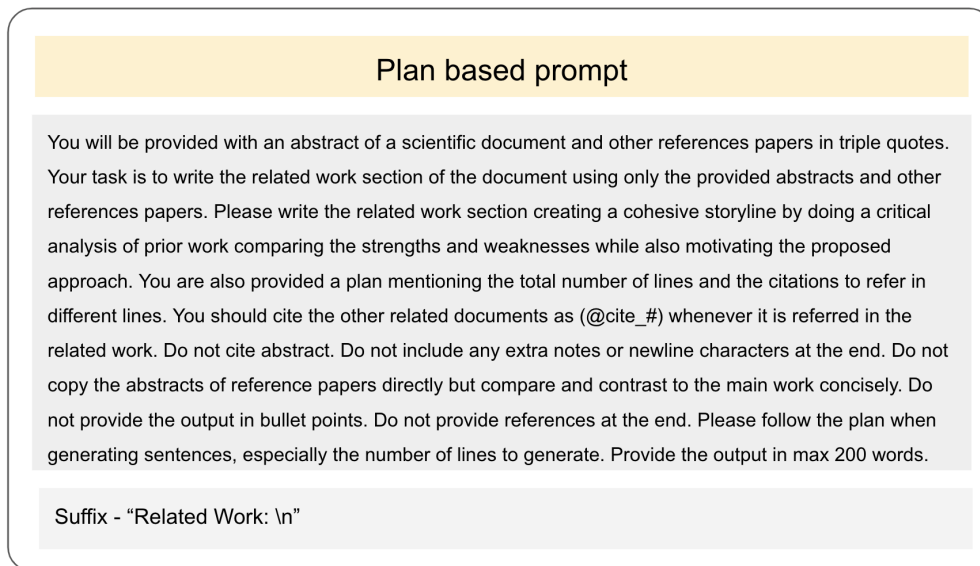 Plan based prompt
You will be provided with an abstract of a scientific document and other references papers in triple quotes.
Your task is to write the related work section of the document using only the provided abstracts and other
references papers. Please write the related work section creating a cohesive storyline by doing a critical
analysis of prior work comparing the strengths and weaknesses while also motivating the proposed
approach. You are also provided a plan mentioning the total number of lines and the citations to refer in
different lines. You should cite the other related documents as (@cite_#) whenever it is referred in the
related work. Do not cite abstract. Do not include any extra notes or newline characters at the end. Do not
copy the abstracts of reference papers directly but compare and contrast to the main work concisely. Do
not provide the output in bullet points. Do not provide references at the end. Please follow the plan when
generating sentences, especially the number of lines to generate. Provide the output in max 200 words.
Suffix - “Related Work: \n”